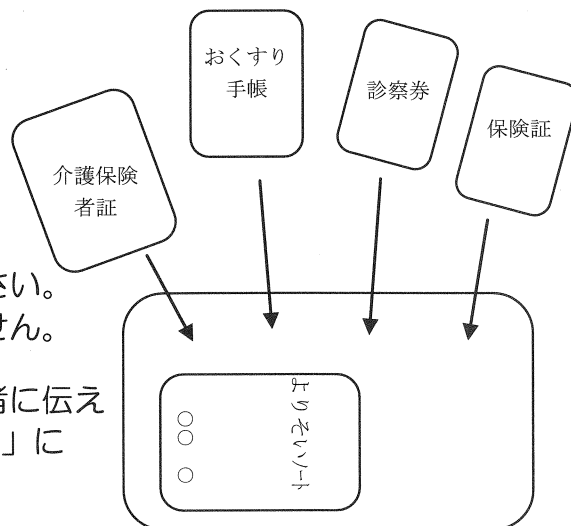 おくすり
手帳
診察券
保険証
介護保険
者証
さい。
せん。
者に伝え
」に
よりそいノート
○○ ○